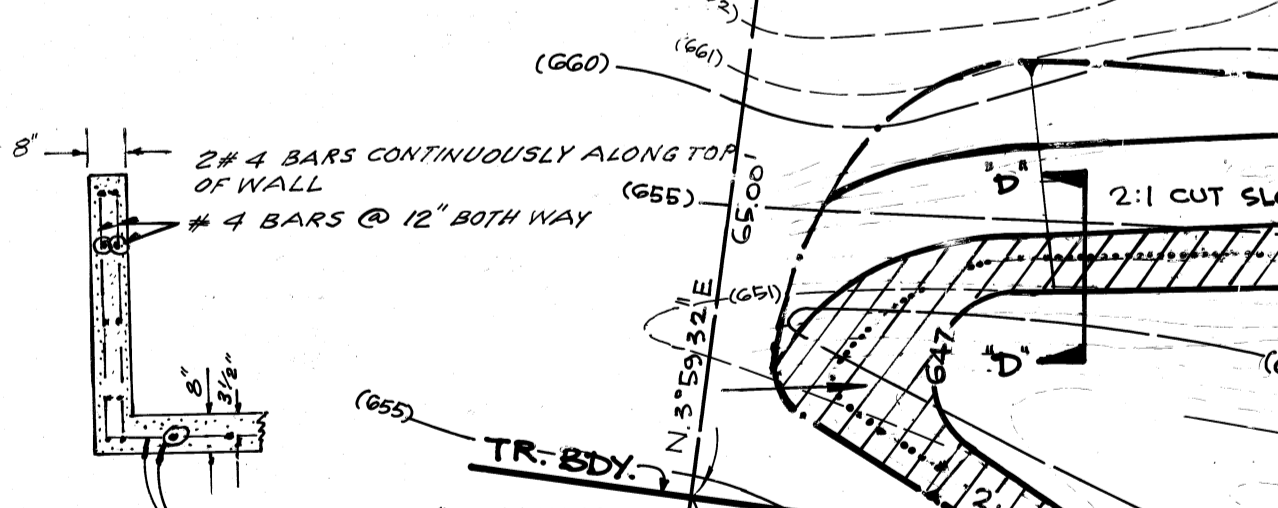 (660)
(661)
8"
2# 4 BARS CONTINUOUSLY ALONG TOP
OF WALL
# 4 BARS @ 12" BOTH WAY
(655)
"D"
2:1 CUT
65.00'
N. 3°59'32" E
(651)
647
"D"
8"
3½"
(655)
TR. BDY.